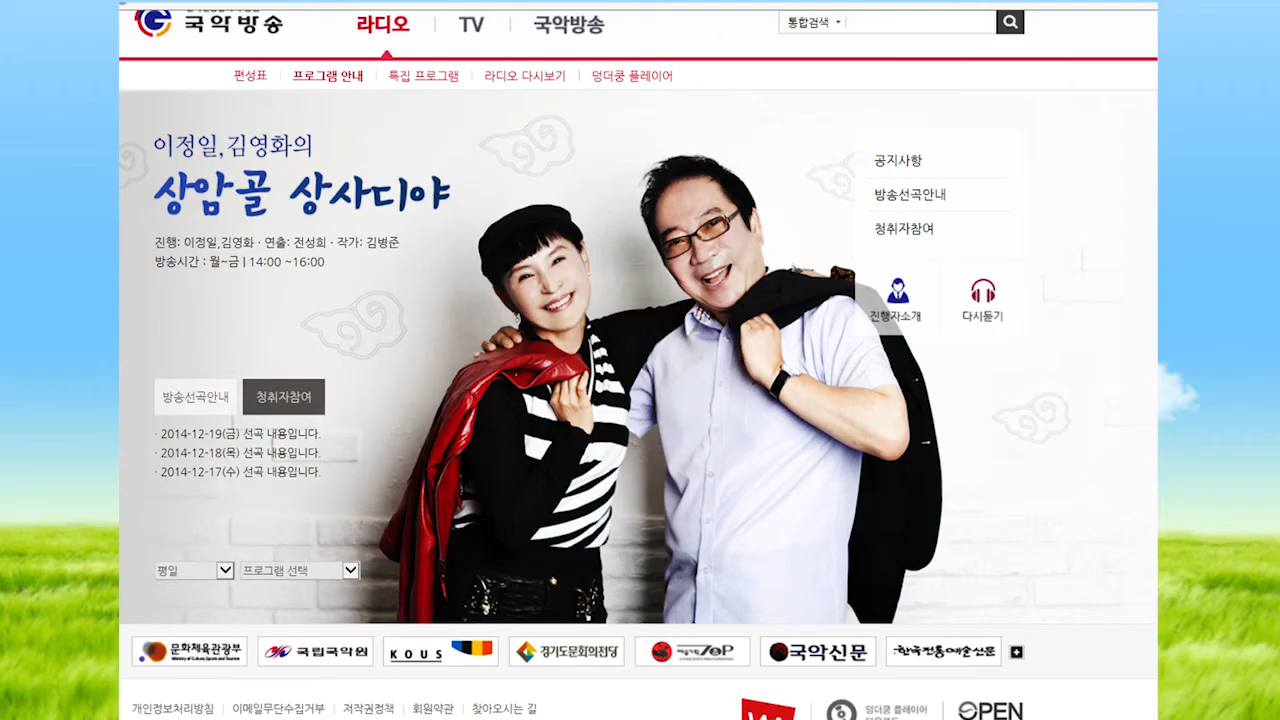 국악방송
라디오 TV 국악방송
통합검색
편성표 프로그램 안내 특집 프로그램 라디오 다시보기 덩더쿵 플레이어
이정일,김영화의
상암골 상사디야
진행: 이정일,김영화 · 연출: 전성희 · 작가: 김병준
방송시간 : 월~금 | 14:00 ~16:00
공지사항
방송선곡안내
청취자참여
진행자소개 다시듣기
방송선곡안내 청취자참여
· 2014-12-19(금) 선곡 내용입니다.
· 2014-12-18(목) 선곡 내용입니다.
· 2014-12-17(수) 선곡 내용입니다.
평일 프로그램 선택
문화체육관광부 국립국악원 KOUS 경기도문화의전당 TOP 국악신문 한국전통예술신문
Ministry of Culture, Sports and Tourism
개인정보처리방침 이메일무단수집거부 저작권정책 회원약관 찾아오시는 길
덩더쿵 플레이어
OPEN